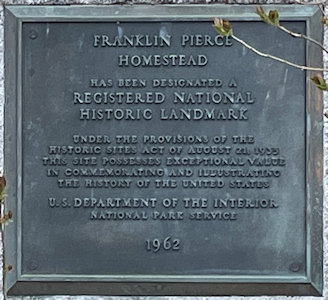 FRANKLIN PIERCE
HOMESTEAD
HAS BEEN DESIGNATED A
REGISTERED NATIONAL
HISTORIC LANDMARK
UNDER THE PROVISIONS OF THE
HISTORIC SITES ACT OF AUGUST 21, 1935
THIS SITE POSSESSES EXCEPTIONAL VALUE
IN COMMEMORATING AND ILLUSTRATING
THE HISTORY OF THE UNITED STATES
U.S. DEPARTMENT OF THE INTERIOR
NATIONAL PARK SERVICE
1962